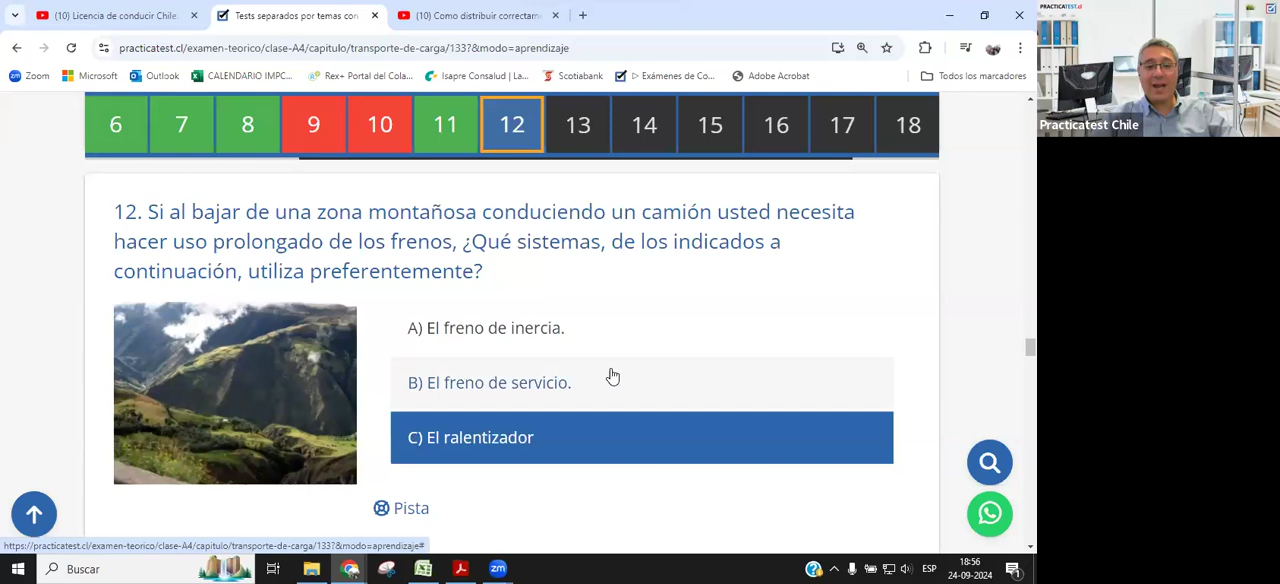 (10) Licencia de conducir Chile:
Tests separados por temas con
(10) Como distribuir correctame
practicatest.cl/examen-teorico/clase-A4/capitulo/transporte-de-carga/133?&modo=aprendizaje
Zoom
Microsoft
Outlook
CALENDARIO IMPC...
Rex+ Portal del Cola...
Isapre Consalud | La...
Scotiabank
▷ Exámenes de Co...
Adobe Acrobat
Todos los marcadores
PRACTICATEST.cl
Practicatest Chile
6 7 8 9 10 11 12 13 14 15 16 17 18
12. Si al bajar de una zona montañosa conduciendo un camión usted necesita
hacer uso prolongado de los frenos, ¿Qué sistemas, de los indicados a
continuación, utiliza preferentemente?
A) El freno de inercia.
B) El freno de servicio.
C) El ralentizador
Pista
https://practicatest.cl/examen-teorico/clase-A4/capitulo/transporte-de-carga/133?&modo=aprendizaje#
Buscar
zm
ESP
18:56
24-09-2024
1